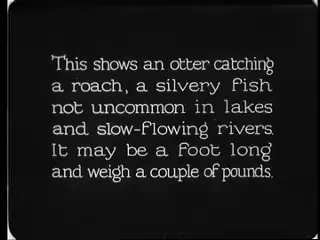 This shows an otter catching
a roach, a silvery fish
not uncommon in lakes
and slow-flowing rivers.
It may be a foot long
and weigh a couple of pounds.